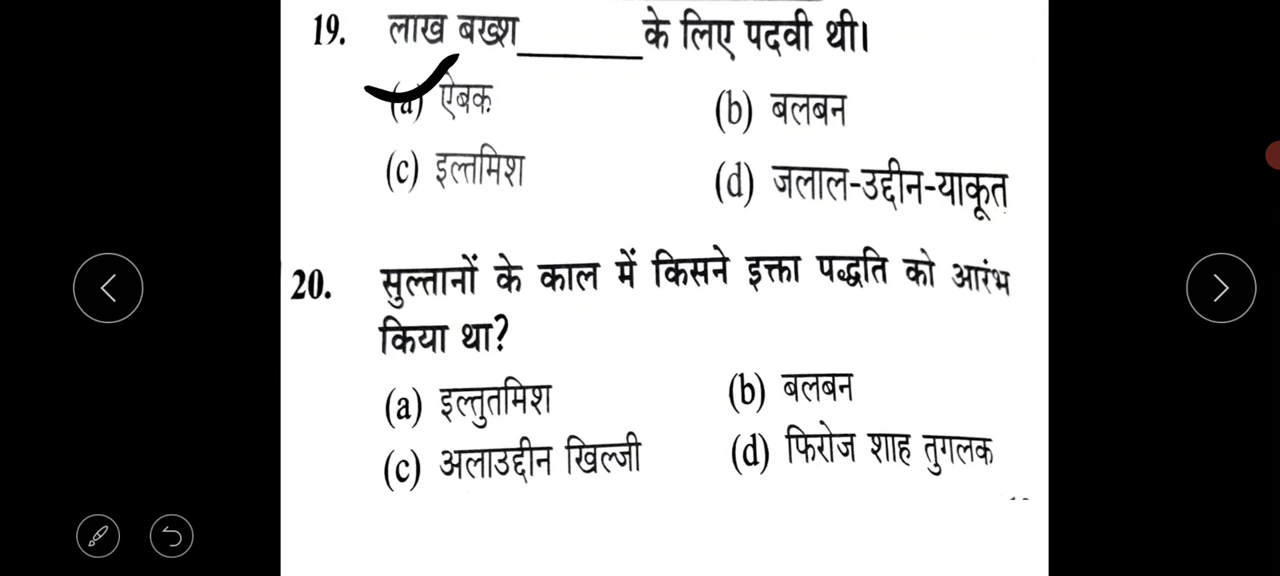 19. लाख बख्श ______ के लिए पदवी थी।
(a) ऐबक (b) बलबन
(c) इल्तमिश (d) जलाल-उद्दीन-याकूत
20. सुल्तानों के काल में किसने इक्ता पद्धति को आरंभ
किया था?
(a) इल्तुतमिश (b) बलबन
(c) अलाउद्दीन खिल्जी (d) फिरोज शाह तुगलक